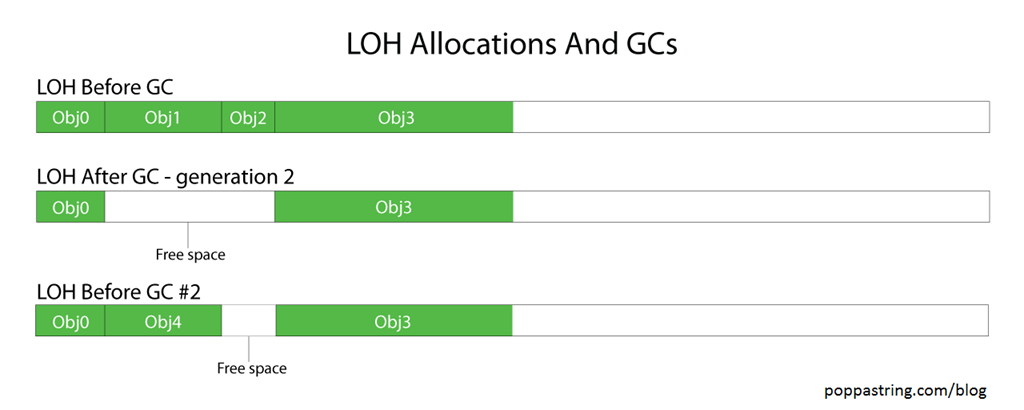 LOH Allocations And GCs
LOH Before GC
Obj0 Obj1 Obj2 Obj3
LOH After GC - generation 2
Obj0 Obj3
Free space
LOH Before GC #2
Obj0 Obj4 Obj3
Free space
poppastring.com/blog